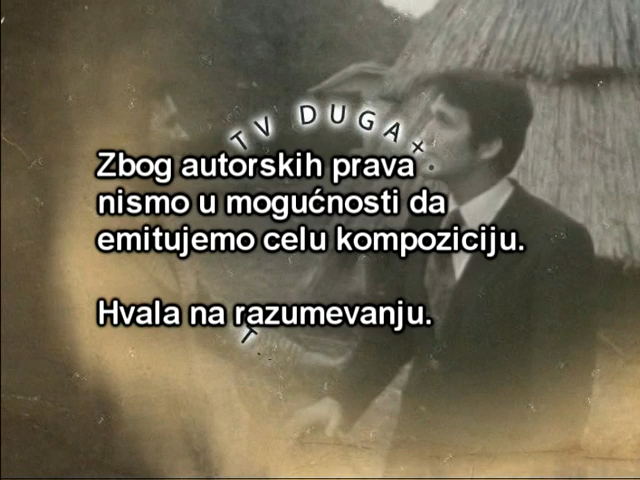 TV DUGA+
Zbog autorskih prava
nismo u mogućnosti da
emitujemo celu kompoziciju.
Hvala na razumevanju.
T